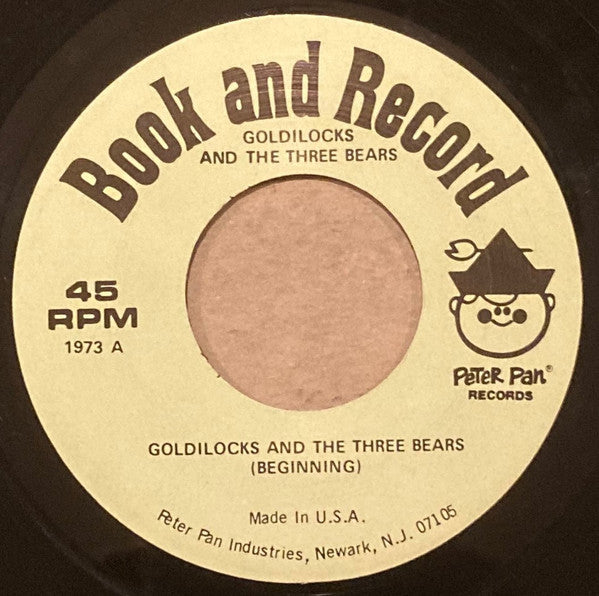 Book and Record
GOLDILOCKS
AND THE THREE BEARS
45
RPM
1973 A
PETER PAN®
RECORDS
GOLDILOCKS AND THE THREE BEARS
(BEGINNING)
Made In U.S.A.
Peter Pan Industries, Newark, N.J. 07105